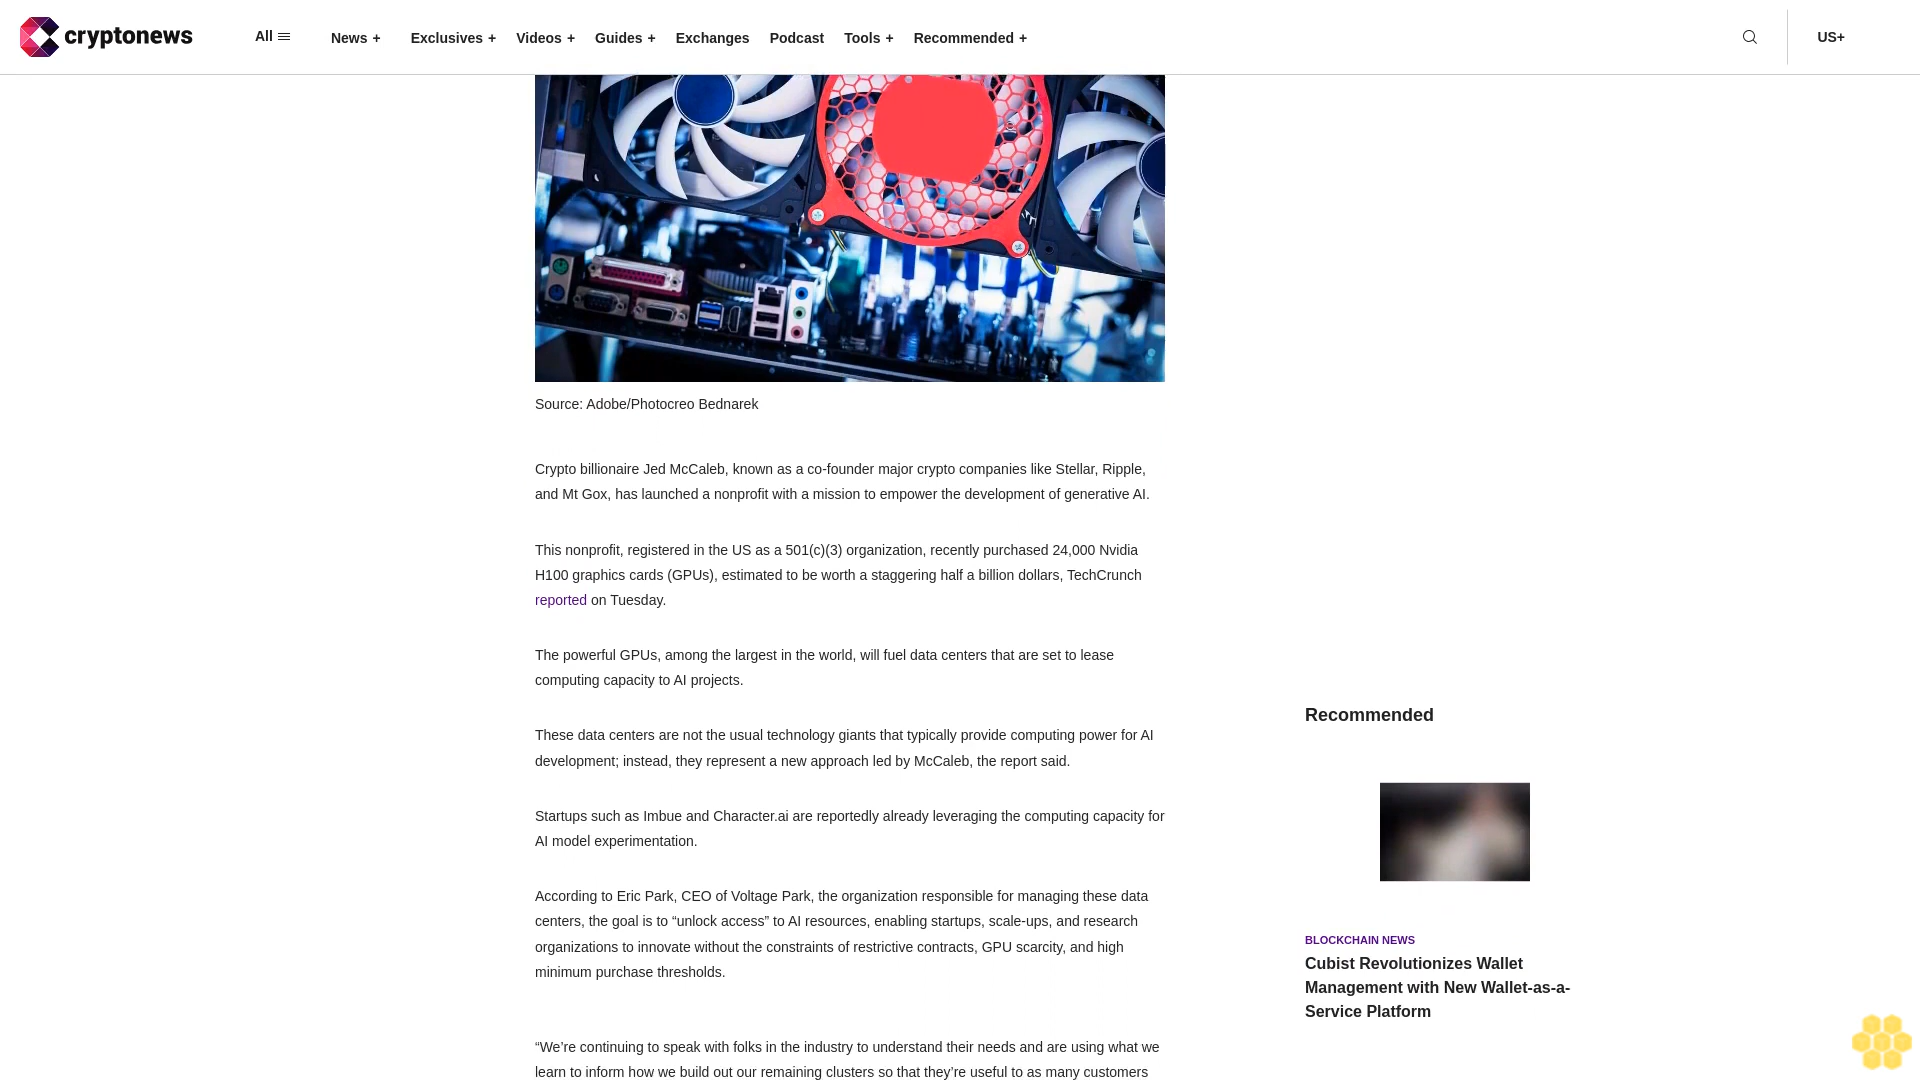 cryptonews
All
News +
Exclusives +
Videos +
Guides +
Exchanges
Podcast
Tools +
Recommended +
US+
Source: Adobe/Photocreo Bednarek
Crypto billionaire Jed McCaleb, known as a co-founder major crypto companies like Stellar, Ripple,
and Mt Gox, has launched a nonprofit with a mission to empower the development of generative AI.
This nonprofit, registered in the US as a 501(c)(3) organization, recently purchased 24,000 Nvidia
H100 graphics cards (GPUs), estimated to be worth a staggering half a billion dollars, TechCrunch
reported on Tuesday.
The powerful GPUs, among the largest in the world, will fuel data centers that are set to lease
computing capacity to AI projects.
These data centers are not the usual technology giants that typically provide computing power for AI
development; instead, they represent a new approach led by McCaleb, the report said.
Startups such as Imbue and Character.ai are reportedly already leveraging the computing capacity for
AI model experimentation.
According to Eric Park, CEO of Voltage Park, the organization responsible for managing these data
centers, the goal is to “unlock access” to AI resources, enabling startups, scale-ups, and research
organizations to innovate without the constraints of restrictive contracts, GPU scarcity, and high
minimum purchase thresholds.
“We’re continuing to speak with folks in the industry to understand their needs and are using what we
learn to inform how we build out our remaining clusters so that they’re useful to as many customers
Recommended
BLOCKCHAIN NEWS
Cubist Revolutionizes Wallet
Management with New Wallet-as-a-
Service Platform